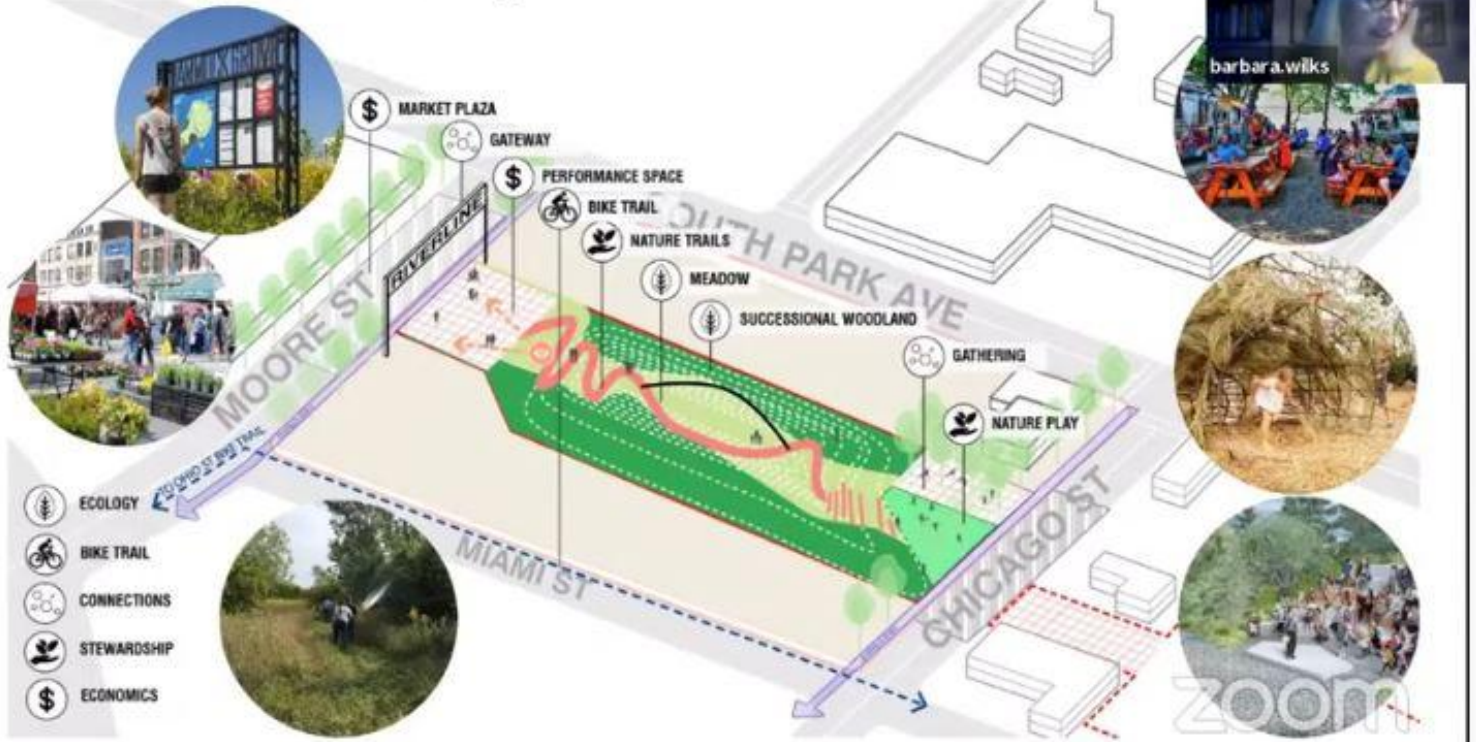 barbara.wilks
MARKET PLAZA
GATEWAY
PERFORMANCE SPACE
BIKE TRAIL
NATURE TRAILS
MEADOW
SUCCESSIONAL WOODLAND
GATHERING
NATURE PLAY
RIVERLINE
SOUTH PARK AVE
MOORE ST
TO OHIO ST BIKE TRAIL
MIAMI ST
CHICAGO ST
ECOLOGY
BIKE TRAIL
CONNECTIONS
STEWARDSHIP
$ ECONOMICS
zoom